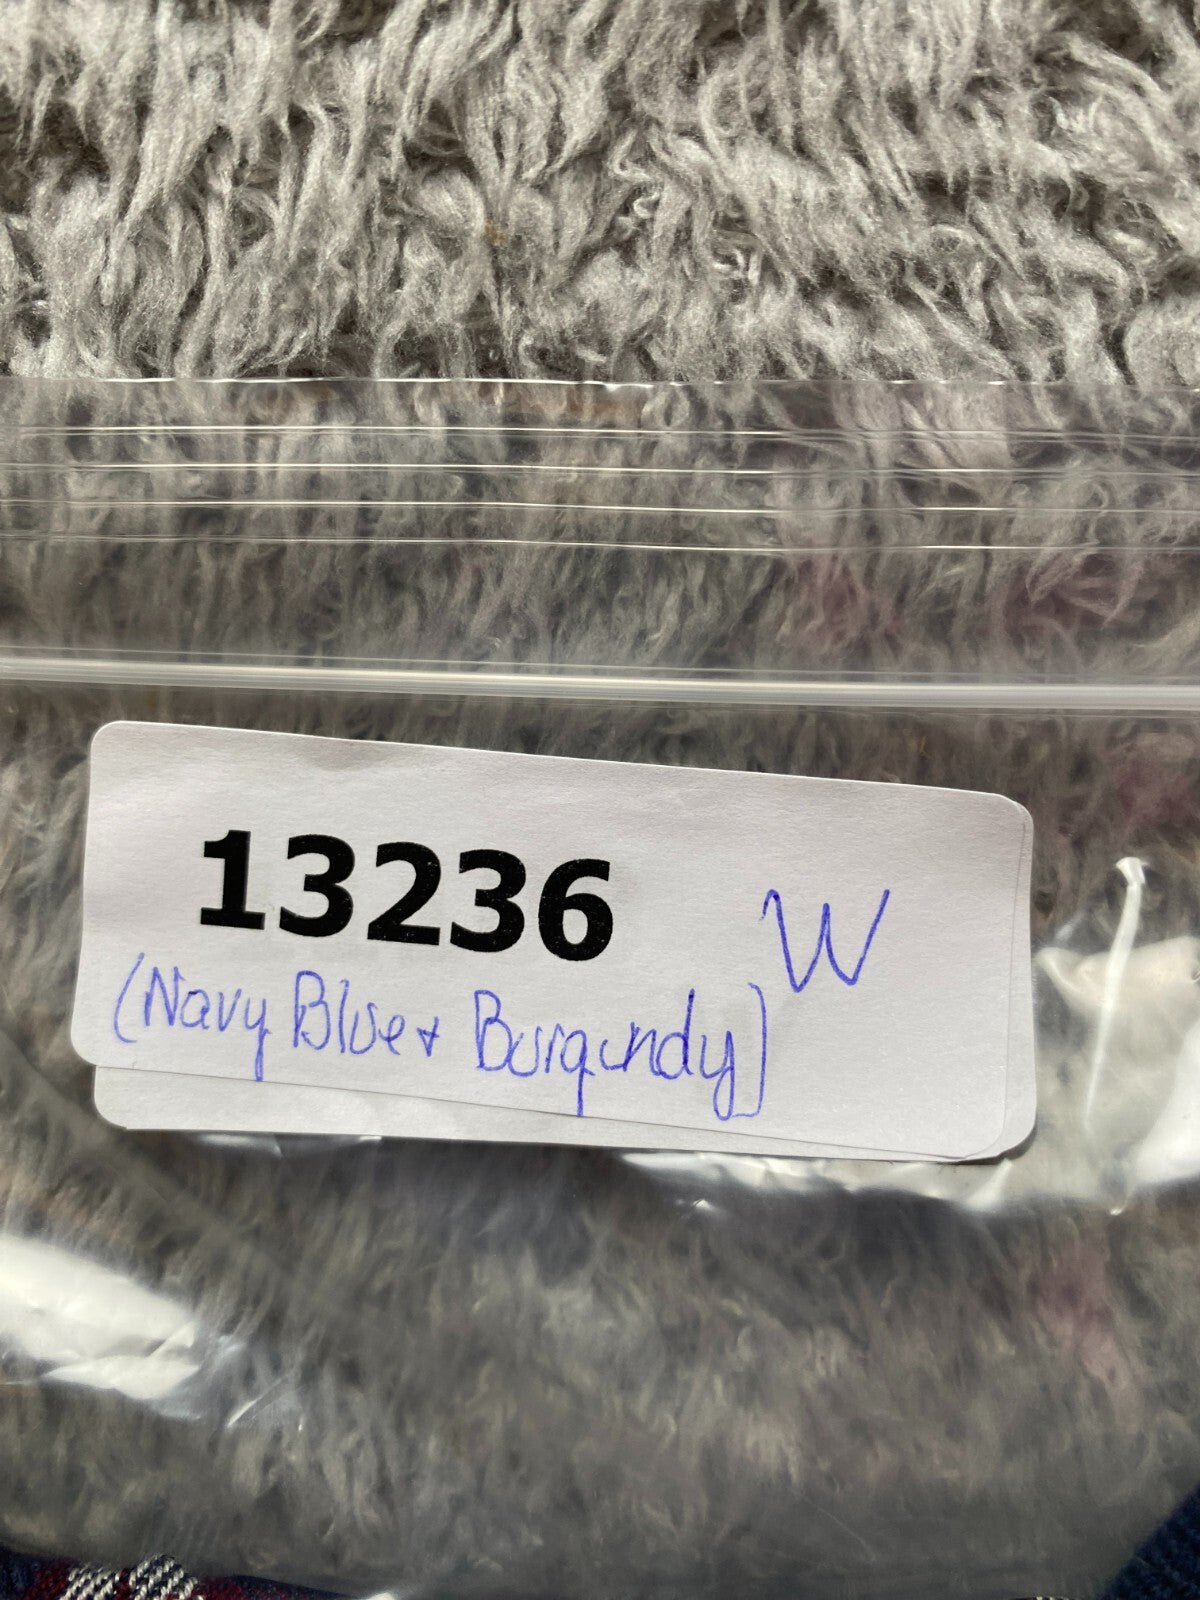 13236 W
(Navy Blue + Burgundy)